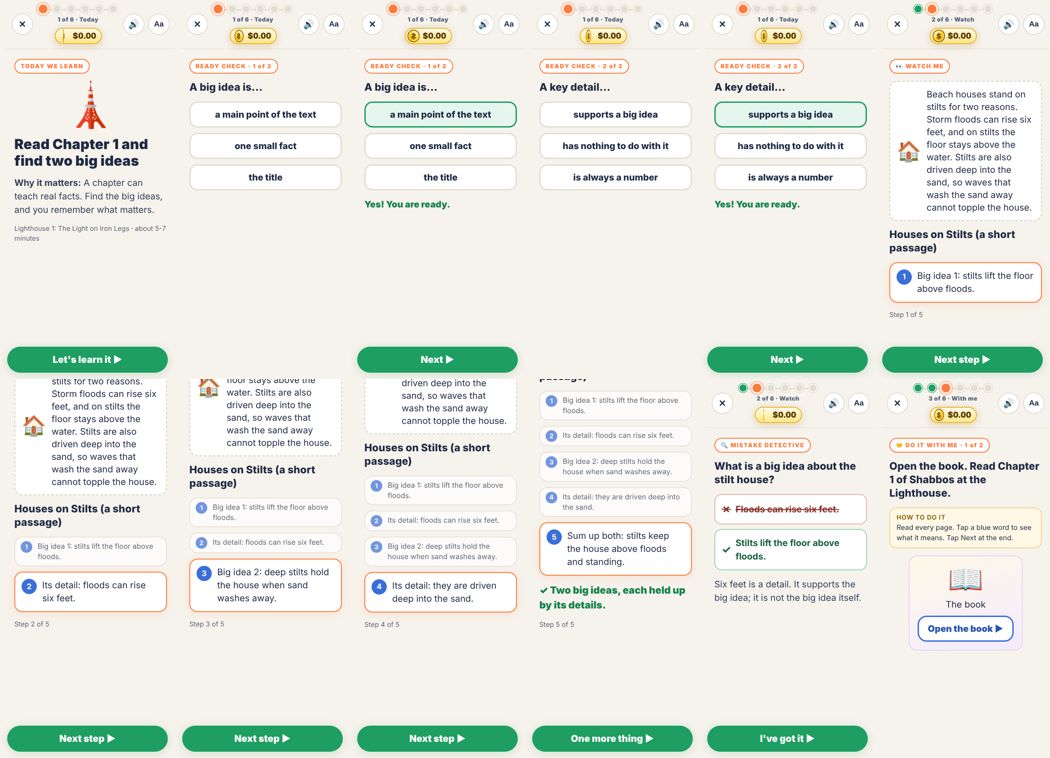 1 of 6 · Today
Aa
$0.00
TODAY WE LEARN
Read Chapter 1 and
find two big ideas
Why it matters: A chapter can
teach real facts. Find the big ideas,
and you remember what matters.
Lighthouse 1: The Light on Iron Legs · about 5-7
minutes
Let's learn it ▶
1 of 6 · Today
Aa
$0.00
READY CHECK · 1 of 2
A big idea is…
a main point of the text
one small fact
the title
1 of 6 · Today
Aa
$0.00
READY CHECK · 1 of 2
A big idea is…
a main point of the text
one small fact
the title
Yes! You are ready.
Next ▶
1 of 6 · Today
Aa
$0.00
READY CHECK · 2 of 2
A key detail…
supports a big idea
has nothing to do with it
is always a number
1 of 6 · Today
Aa
$0.00
READY CHECK · 2 of 2
A key detail…
supports a big idea
has nothing to do with it
is always a number
Yes! You are ready.
Next ▶
2 of 6 · Watch
Aa
$0.00
WATCH ME
Beach houses stand on
stilts for two reasons.
Storm floods can rise six
feet, and on stilts the
floor stays above the
water. Stilts are also
driven deep into the
sand, so waves that
wash the sand away
cannot topple the house.
Houses on Stilts (a short
passage)
1 Big idea 1: stilts lift the floor
above floods.
Step 1 of 5
Next step ▶
stilts for two reasons.
Storm floods can rise six
feet, and on stilts the
floor stays above the
water. Stilts are also
driven deep into the
sand, so waves that
wash the sand away
cannot topple the house.
Houses on Stilts (a short
passage)
1 Big idea 1: stilts lift the floor above
floods.
2 Its detail: floods can rise
six feet.
Step 2 of 5
Next step ▶
floor stays above the
water. Stilts are also
driven deep into the
sand, so waves that
wash the sand away
cannot topple the house.
Houses on Stilts (a short
passage)
1 Big idea 1: stilts lift the floor above
floods.
2 Its detail: floods can rise six feet.
3 Big idea 2: deep stilts hold
the house when sand
washes away.
Step 3 of 5
Next step ▶
driven deep into the
sand, so waves that
wash the sand away
cannot topple the house.
Houses on Stilts (a short
passage)
1 Big idea 1: stilts lift the floor above
floods.
2 Its detail: floods can rise six feet.
3 Big idea 2: deep stilts hold the
house when sand washes away.
4 Its detail: they are driven
deep into the sand.
Step 4 of 5
Next step ▶
passage)
1 Big idea 1: stilts lift the floor above
floods.
2 Its detail: floods can rise six feet.
3 Big idea 2: deep stilts hold the
house when sand washes away.
4 Its detail: they are driven deep into
the sand.
5 Sum up both: stilts keep
the house above floods
and standing.
✓ Two big ideas, each held up
by its details.
Step 5 of 5
One more thing ▶
2 of 6 · Watch
Aa
$0.00
MISTAKE DETECTIVE
What is a big idea about the
stilt house?
Floods can rise six feet.
Stilts lift the floor above
floods.
Six feet is a detail. It supports the
big idea; it is not the big idea itself.
I've got it ▶
3 of 6 · With me
Aa
$0.00
DO IT WITH ME · 1 of 2
Open the book. Read Chapter
1 of Shabbos at the
Lighthouse.
HOW TO DO IT
Read every page. Tap a blue word to see
what it means. Tap Next at the end.
The book
Open the book ▶